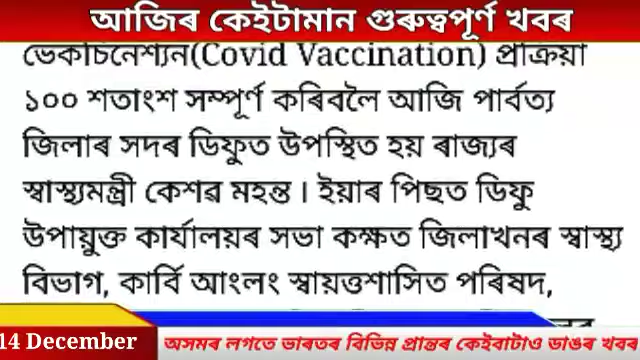 আজিৰ কেইটামান গুৰুত্বপূৰ্ণ খবৰ
ভেকচিনেশ্যন(Covid Vaccination) প্ৰক্ৰিয়া
১০০ শতাংশ সম্পূৰ্ণ কৰিবলৈ আজি পাৰ্বত্য
জিলাৰ সদৰ ডিফুত উপস্থিত হয় ৰাজ্যৰ
স্বাস্থ্যমন্ত্ৰী কেশৱ মহন্ত । ইয়াৰ পিছত ডিফু
উপায়ুক্ত কাৰ্যালয়ৰ সভা কক্ষত জিলাখনৰ স্বাস্থ্য
বিভাগ, কাৰ্বি আংলং স্বায়ত্তশাসিত পৰিষদ,
14 December অসমৰ লগতে ভাৰতৰ বিভিন্ন প্ৰান্তৰ কেইবাটাও ডাঙৰ খবৰ